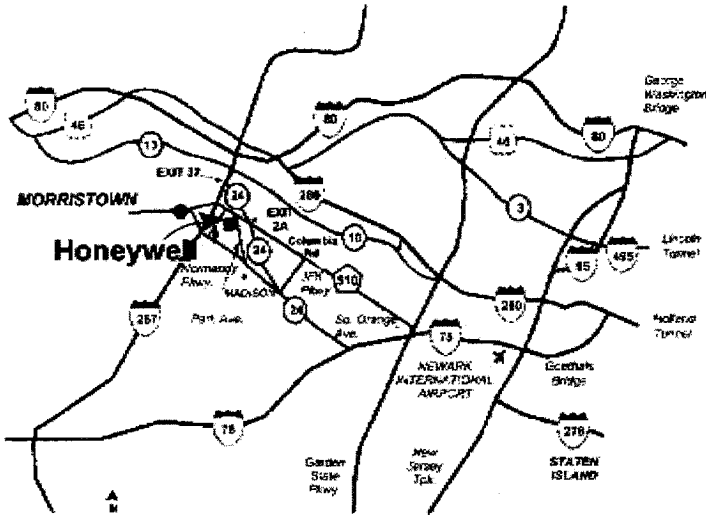 George
Washington
Bridge
80
46
80
46
80
10
EXIT 37
MORRISTOWN
24
EXIT
2A
280
3
Honeywell
24
Columbia
Rd
10
Lincoln
Tunnel
Normandy
Pkwy.
JFK
Pkwy
510
95
495
MADISON
287
Park Ave.
24
So. Orange
Ave.
280
Holland
Tunnel
78
NEWARK
INTERNATIONAL
AIRPORT
Goethals
Bridge
78
278
Garden
State
Pkwy
New
Jersey
Tpk.
STATEN
ISLAND